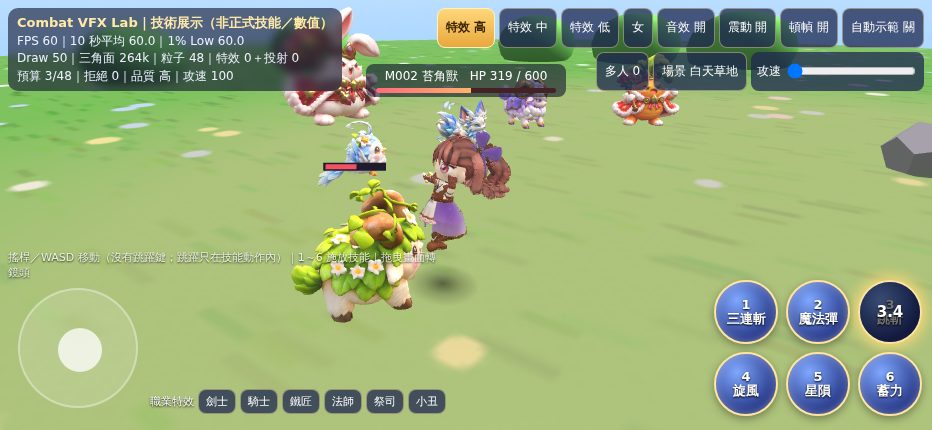 Combat VFX Lab｜技術展示（非正式技能／數值）
FPS 60｜10 秒平均 60.0｜1% Low 60.0
Draw 50｜三角面 264k｜粒子 48｜特效 0＋投射 0
預算 3/48｜拒絕 0｜品質 高｜攻速 100
特效 高
特效 中
特效 低
女
音效 開
震動 開
頓幀 開
自動示範 關
M002 苔角獸 HP 319 / 600
多人 0
場景 白天草地
攻速
搖桿／WASD 移動（沒有跳躍鍵；跳躍只在技能動作內）｜1～6 施放技能｜拖曳畫面轉
鏡頭
1
三連斬
2
魔法彈
3
跳斬
3.4
4
旋風
5
星隕
6
蓄力
職業特效
劍士
騎士
鐵匠
法師
祭司
小丑